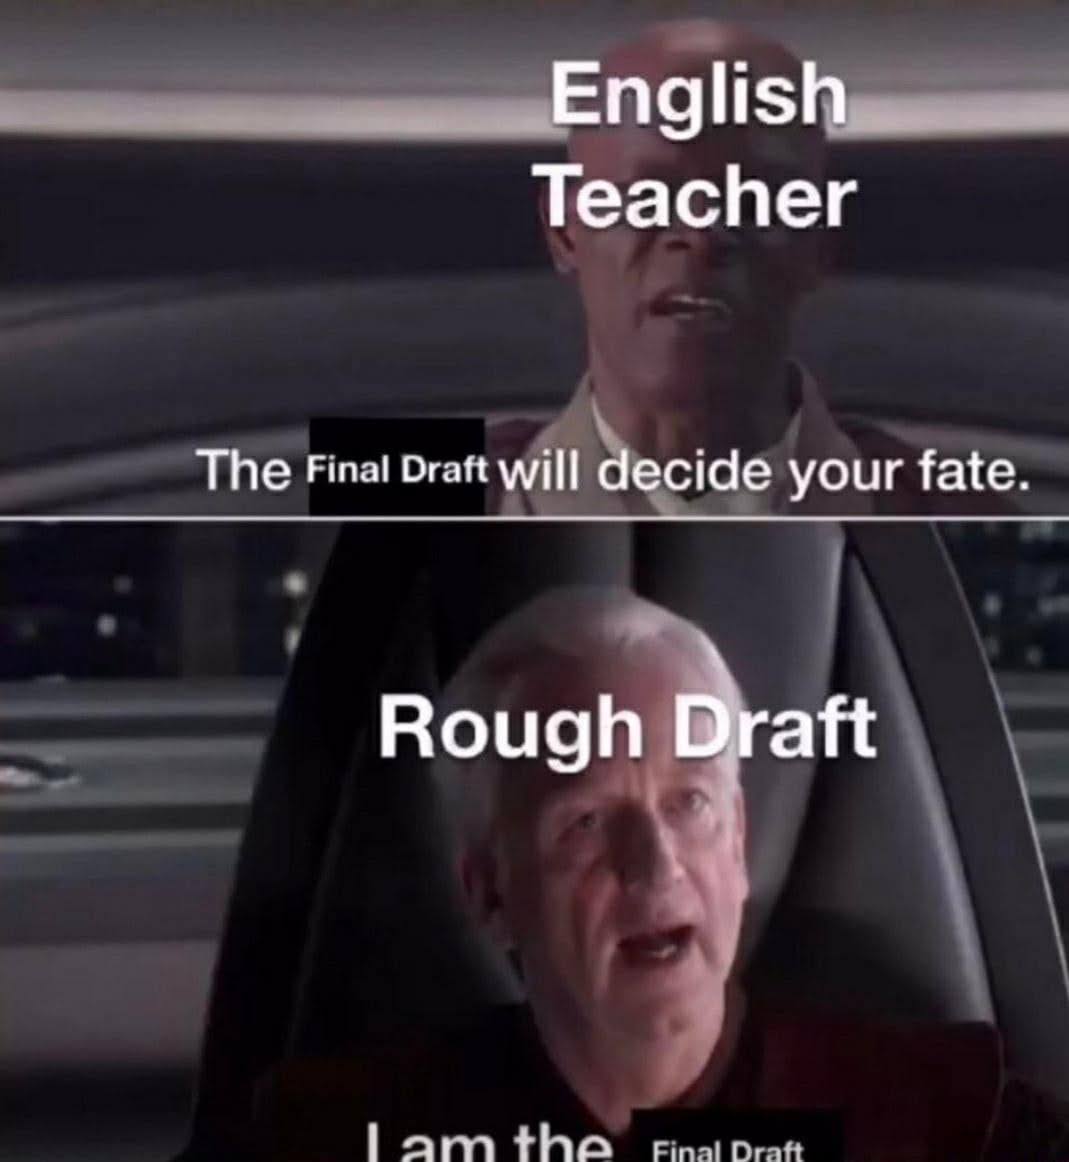 English
Teacher
The Final Draft will decide your fate.
Rough Draft
I am the Final Draft